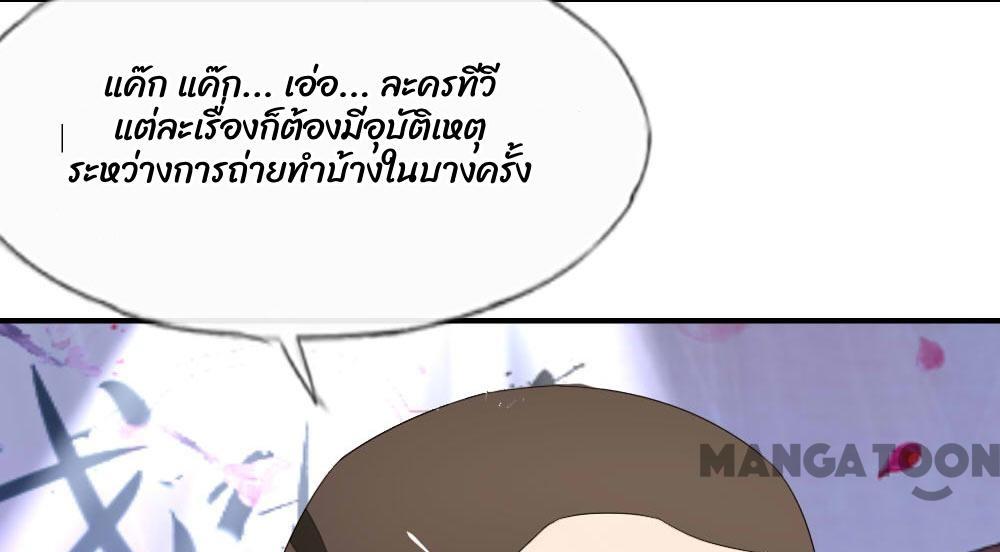 แค๊ก แค๊ก... เอ่อ... ละครทีวี
แต่ละเรื่องก็ต้องมีอุบัติเหตุ
ระหว่างการถ่ายทำบ้างในบางครั้ง
MANGATOON